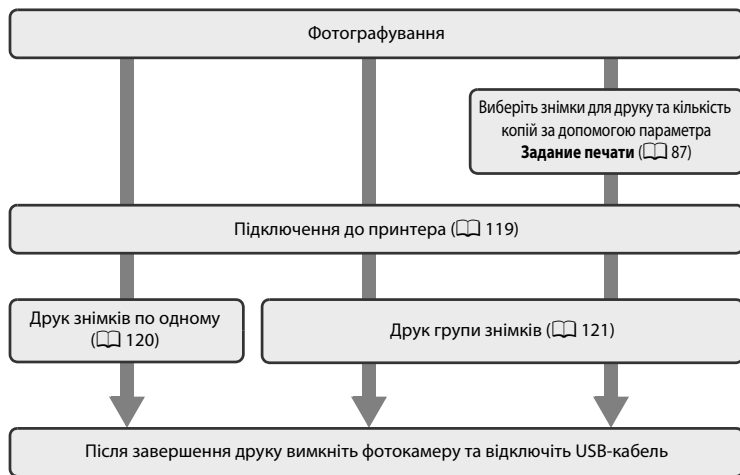 Фотографування
Виберіть знімки для друку та кількість
копій за допомогою параметра
Задание печати (📖 87)
Підключення до принтера (📖 119)
Друк знімків по одному
(📖 120)
Друк групи знімків (📖 121)
Після завершення друку вимкніть фотокамеру та відключіть USB-кабель